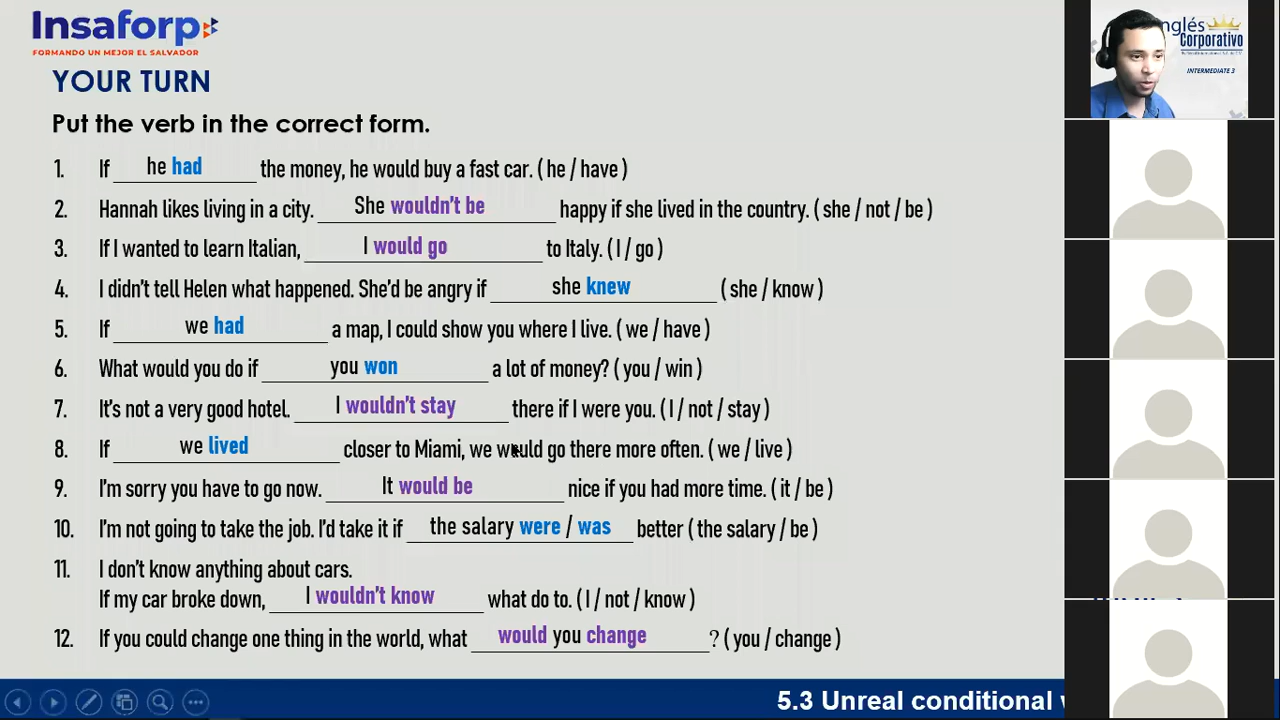 Insaforp
FORMANDO UN MEJOR EL SALVADOR
YOUR TURN
Put the verb in the correct form.
1. If he had the money, he would buy a fast car. ( he / have )
2. Hannah likes living in a city. She wouldn't be happy if she lived in the country. ( she / not / be )
3. If I wanted to learn Italian, I would go to Italy. ( I / go )
4. I didn't tell Helen what happened. She'd be angry if she knew ( she / know )
5. If we had a map, I could show you where I live. ( we / have )
6. What would you do if you won a lot of money? ( you / win )
7. It's not a very good hotel. I wouldn't stay there if I were you. ( I / not / stay )
8. If we lived closer to Miami, we would go there more often. ( we / live )
9. I'm sorry you have to go now. It would be nice if you had more time. ( it / be )
10. I'm not going to take the job. I'd take it if the salary were / was better ( the salary / be )
11. I don't know anything about cars.
If my car broke down, I wouldn't know what do to. ( I / not / know )
12. If you could change one thing in the world, what would you change ? ( you / change )
5.3 Unreal conditional
nglés
Corporativo
INTERMEDIATE 3